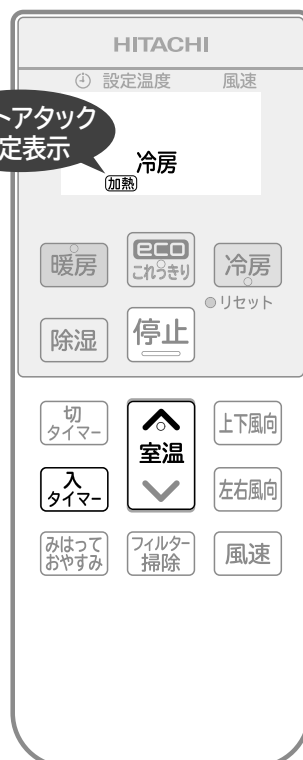 HITACHI
設定温度 風速
トアタック
定表示
冷房
加熱
暖房 eco これっきり 冷房
リセット
除湿 停止
切タイマー 室温 上下風向
入タイマー 左右風向
みはっておやすみ フィルター掃除 風速